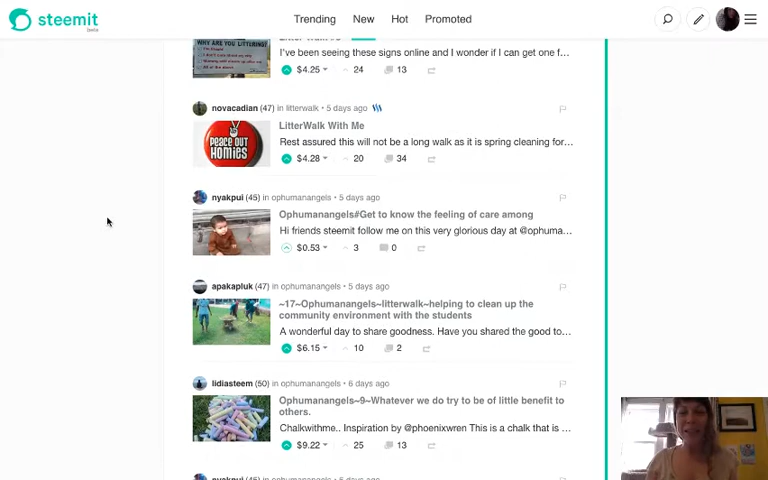 steemit
beta
Trending
New
Hot
Promoted
WHY ARE YOU LITTERING?
I've been seeing these signs online and I wonder if I can get one f...
$4.25
24
13
novacadian (47) in litterwalk • 5 days ago
PEACE OUT
HOMIES
LitterWalk With Me
Rest assured this will not be a long walk as it is spring cleaning for...
$4.28
20
34
nyakpui (45) in ophumanangels • 5 days ago
Ophumanangels#Get to know the feeling of care among
Hi friends steemit follow me on this very glorious day at @ophuma...
$0.53
3
0
apakapluk (47) in ophumanangels • 5 days ago
~17~Ophumanangels~litterwalk~helping to clean up the
community environment with the students
A wonderful day to share goodness. Have you shared the good to...
$6.15
10
2
lidiasteem (50) in ophumanangels • 6 days ago
Ophumanangels~9~Whatever we do try to be of little benefit to
others.
Chalkwithme.. Inspiration by @phoenixwren This is a chalk that is ...
$9.22
25
13